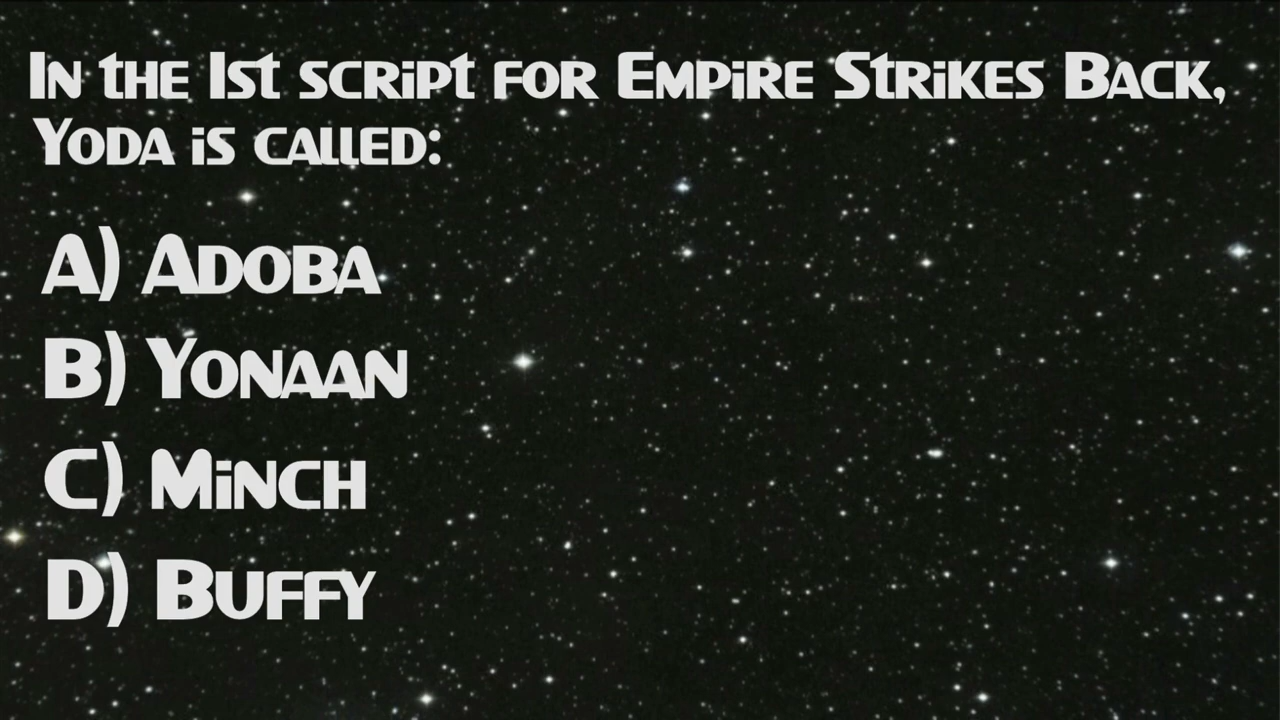 In the 1st script for Empire Strikes Back,
Yoda is called:
A) Adoba
B) Yonaan
C) Minch
D) Buffy